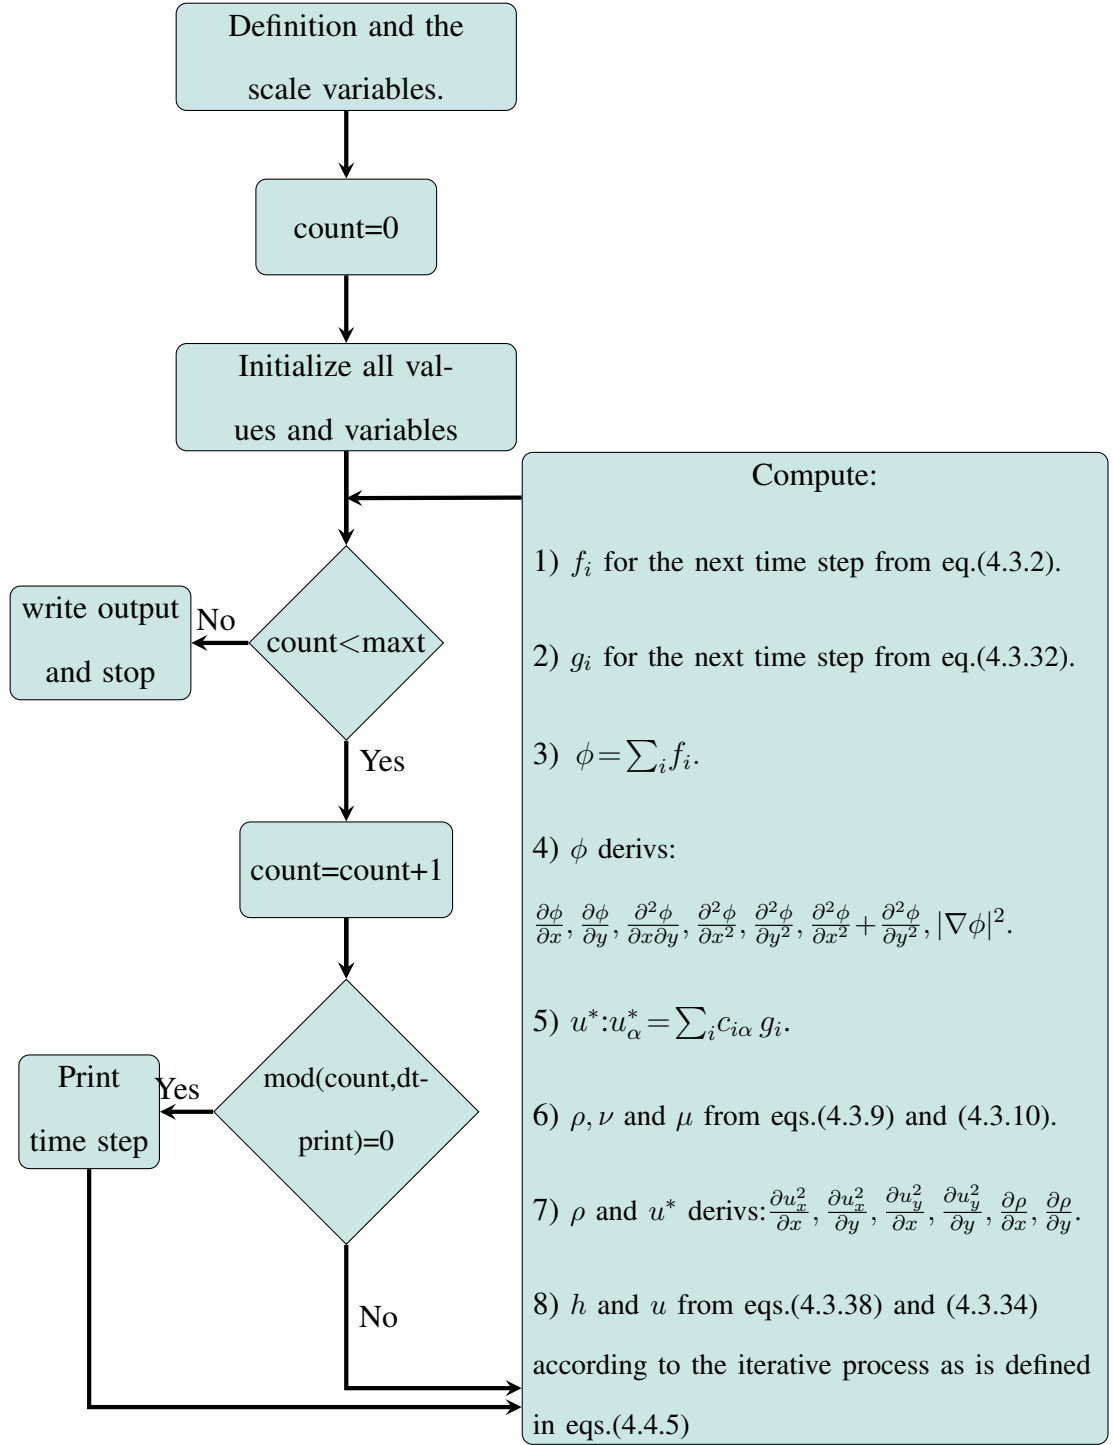 Definition and the
scale variables.
count=0
Initialize all val-
ues and variables
count<maxt
No
write output
and stop
Yes
count=count+1
mod(count,dt-
print)=0
Yes
Print
time step
No
Compute:
1) $f_i$ for the next time step from eq.(4.3.2).
2) $g_i$ for the next time step from eq.(4.3.32).
3) $\phi=\sum_i f_i$.
4) $\phi$ derivs:
$\frac{\partial\phi}{\partial x}, \frac{\partial\phi}{\partial y}, \frac{\partial^2\phi}{\partial x\partial y}, \frac{\partial^2\phi}{\partial x^2}, \frac{\partial^2\phi}{\partial y^2}, \frac{\partial^2\phi}{\partial x^2}+\frac{\partial^2\phi}{\partial y^2}, |\nabla\phi|^2$.
5) $u^*$:$u^*_\alpha=\sum_i c_{i\alpha}\, g_i$.
6) $\rho, \nu$ and $\mu$ from eqs.(4.3.9) and (4.3.10).
7) $\rho$ and $u^*$ derivs:$\frac{\partial u_x^2}{\partial x}, \frac{\partial u_x^2}{\partial y}, \frac{\partial u_y^2}{\partial x}, \frac{\partial u_y^2}{\partial y}, \frac{\partial\rho}{\partial x}, \frac{\partial\rho}{\partial y}$.
8) $h$ and $u$ from eqs.(4.3.38) and (4.3.34)
according to the iterative process as is defined
in eqs.(4.4.5)